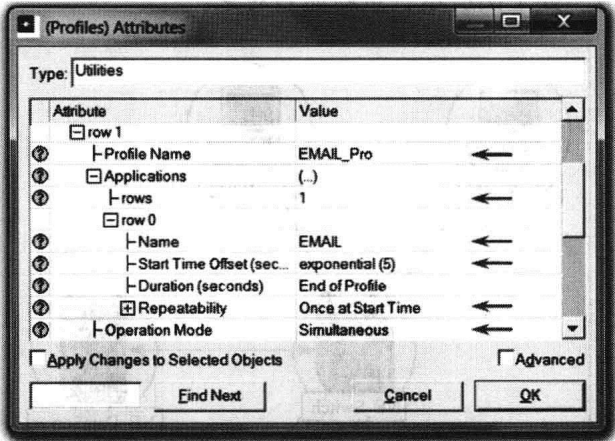 (Profiles) Attributes
Type: Utilities
Attribute Value
row 1
Profile Name EMAIL_Pro
Applications (...)
rows 1
row 0
Name EMAIL
Start Time Offset (sec... exponential (5)
Duration (seconds) End of Profile
Repeatability Once at Start Time
Operation Mode Simultaneous
Apply Changes to Selected Objects Advanced
Find Next Cancel OK